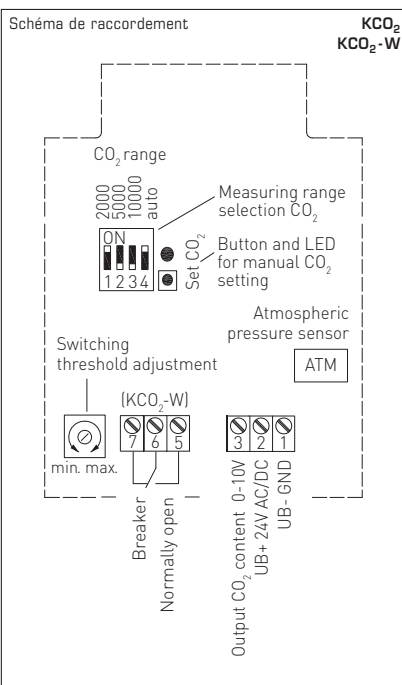 Schéma de raccordement
KCO₂
KCO₂-W
CO₂ range
2000
5000
10000
auto
ON
1 2 3 4
Set CO₂
Measuring range
selection CO₂
Button and LED
for manual CO₂
setting
Atmospheric
pressure sensor
ATM
Switching
threshold adjustment
min. max.
(KCO₂-W)
7 6 5
3 2 1
Breaker
Normally open
Output CO₂ content 0-10V
UB+ 24V AC/DC
UB- GND